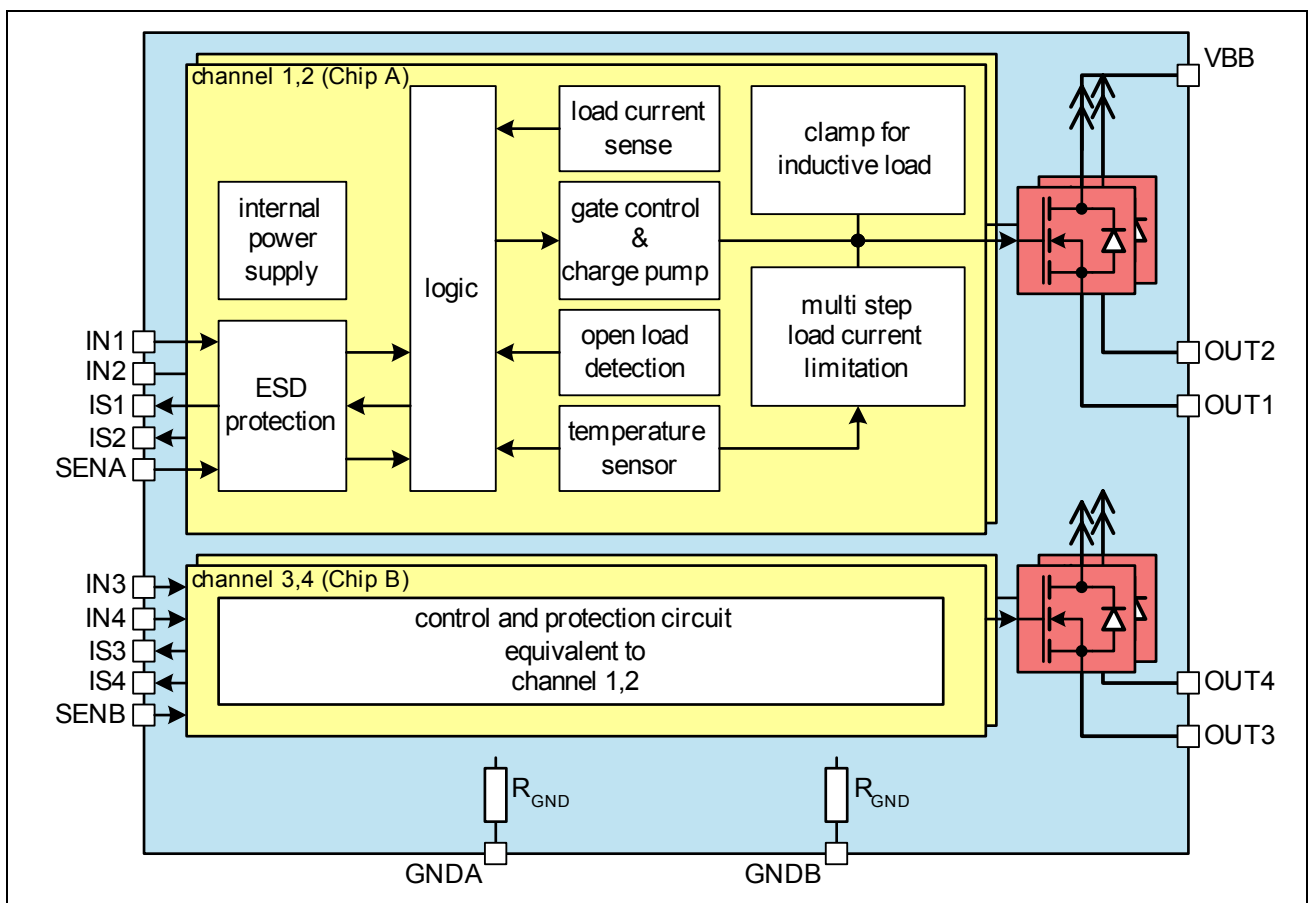 VBB
channel 1,2 (Chip A)
load current
sense
clamp for
inductive load
internal
power
supply
gate control
&
charge pump
logic
multi step
load current
limitation
open load
detection
ESD
protection
temperature
sensor
IN1
IN2
IS1
IS2
SENA
OUT2
OUT1
channel 3,4 (Chip B)
control and protection circuit
equivalent to
channel 1,2
IN3
IN4
IS3
IS4
SENB
OUT4
OUT3
RGND
RGND
GNDA
GNDB